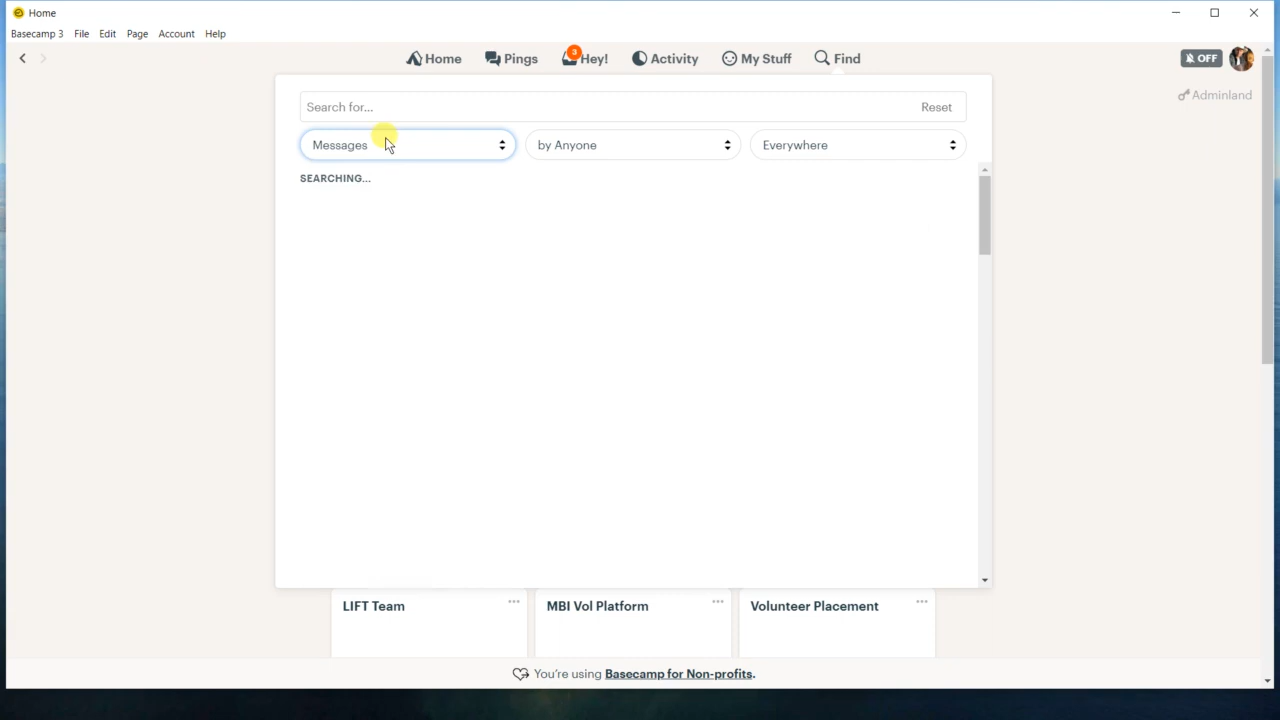 Home
Basecamp 3 File Edit Page Account Help
Home Pings 3 Hey! Activity My Stuff Find OFF
Adminland
Search for... Reset
Messages by Anyone Everywhere
SEARCHING...
LIFT Team MBI Vol Platform Volunteer Placement
You're using Basecamp for Non-profits.